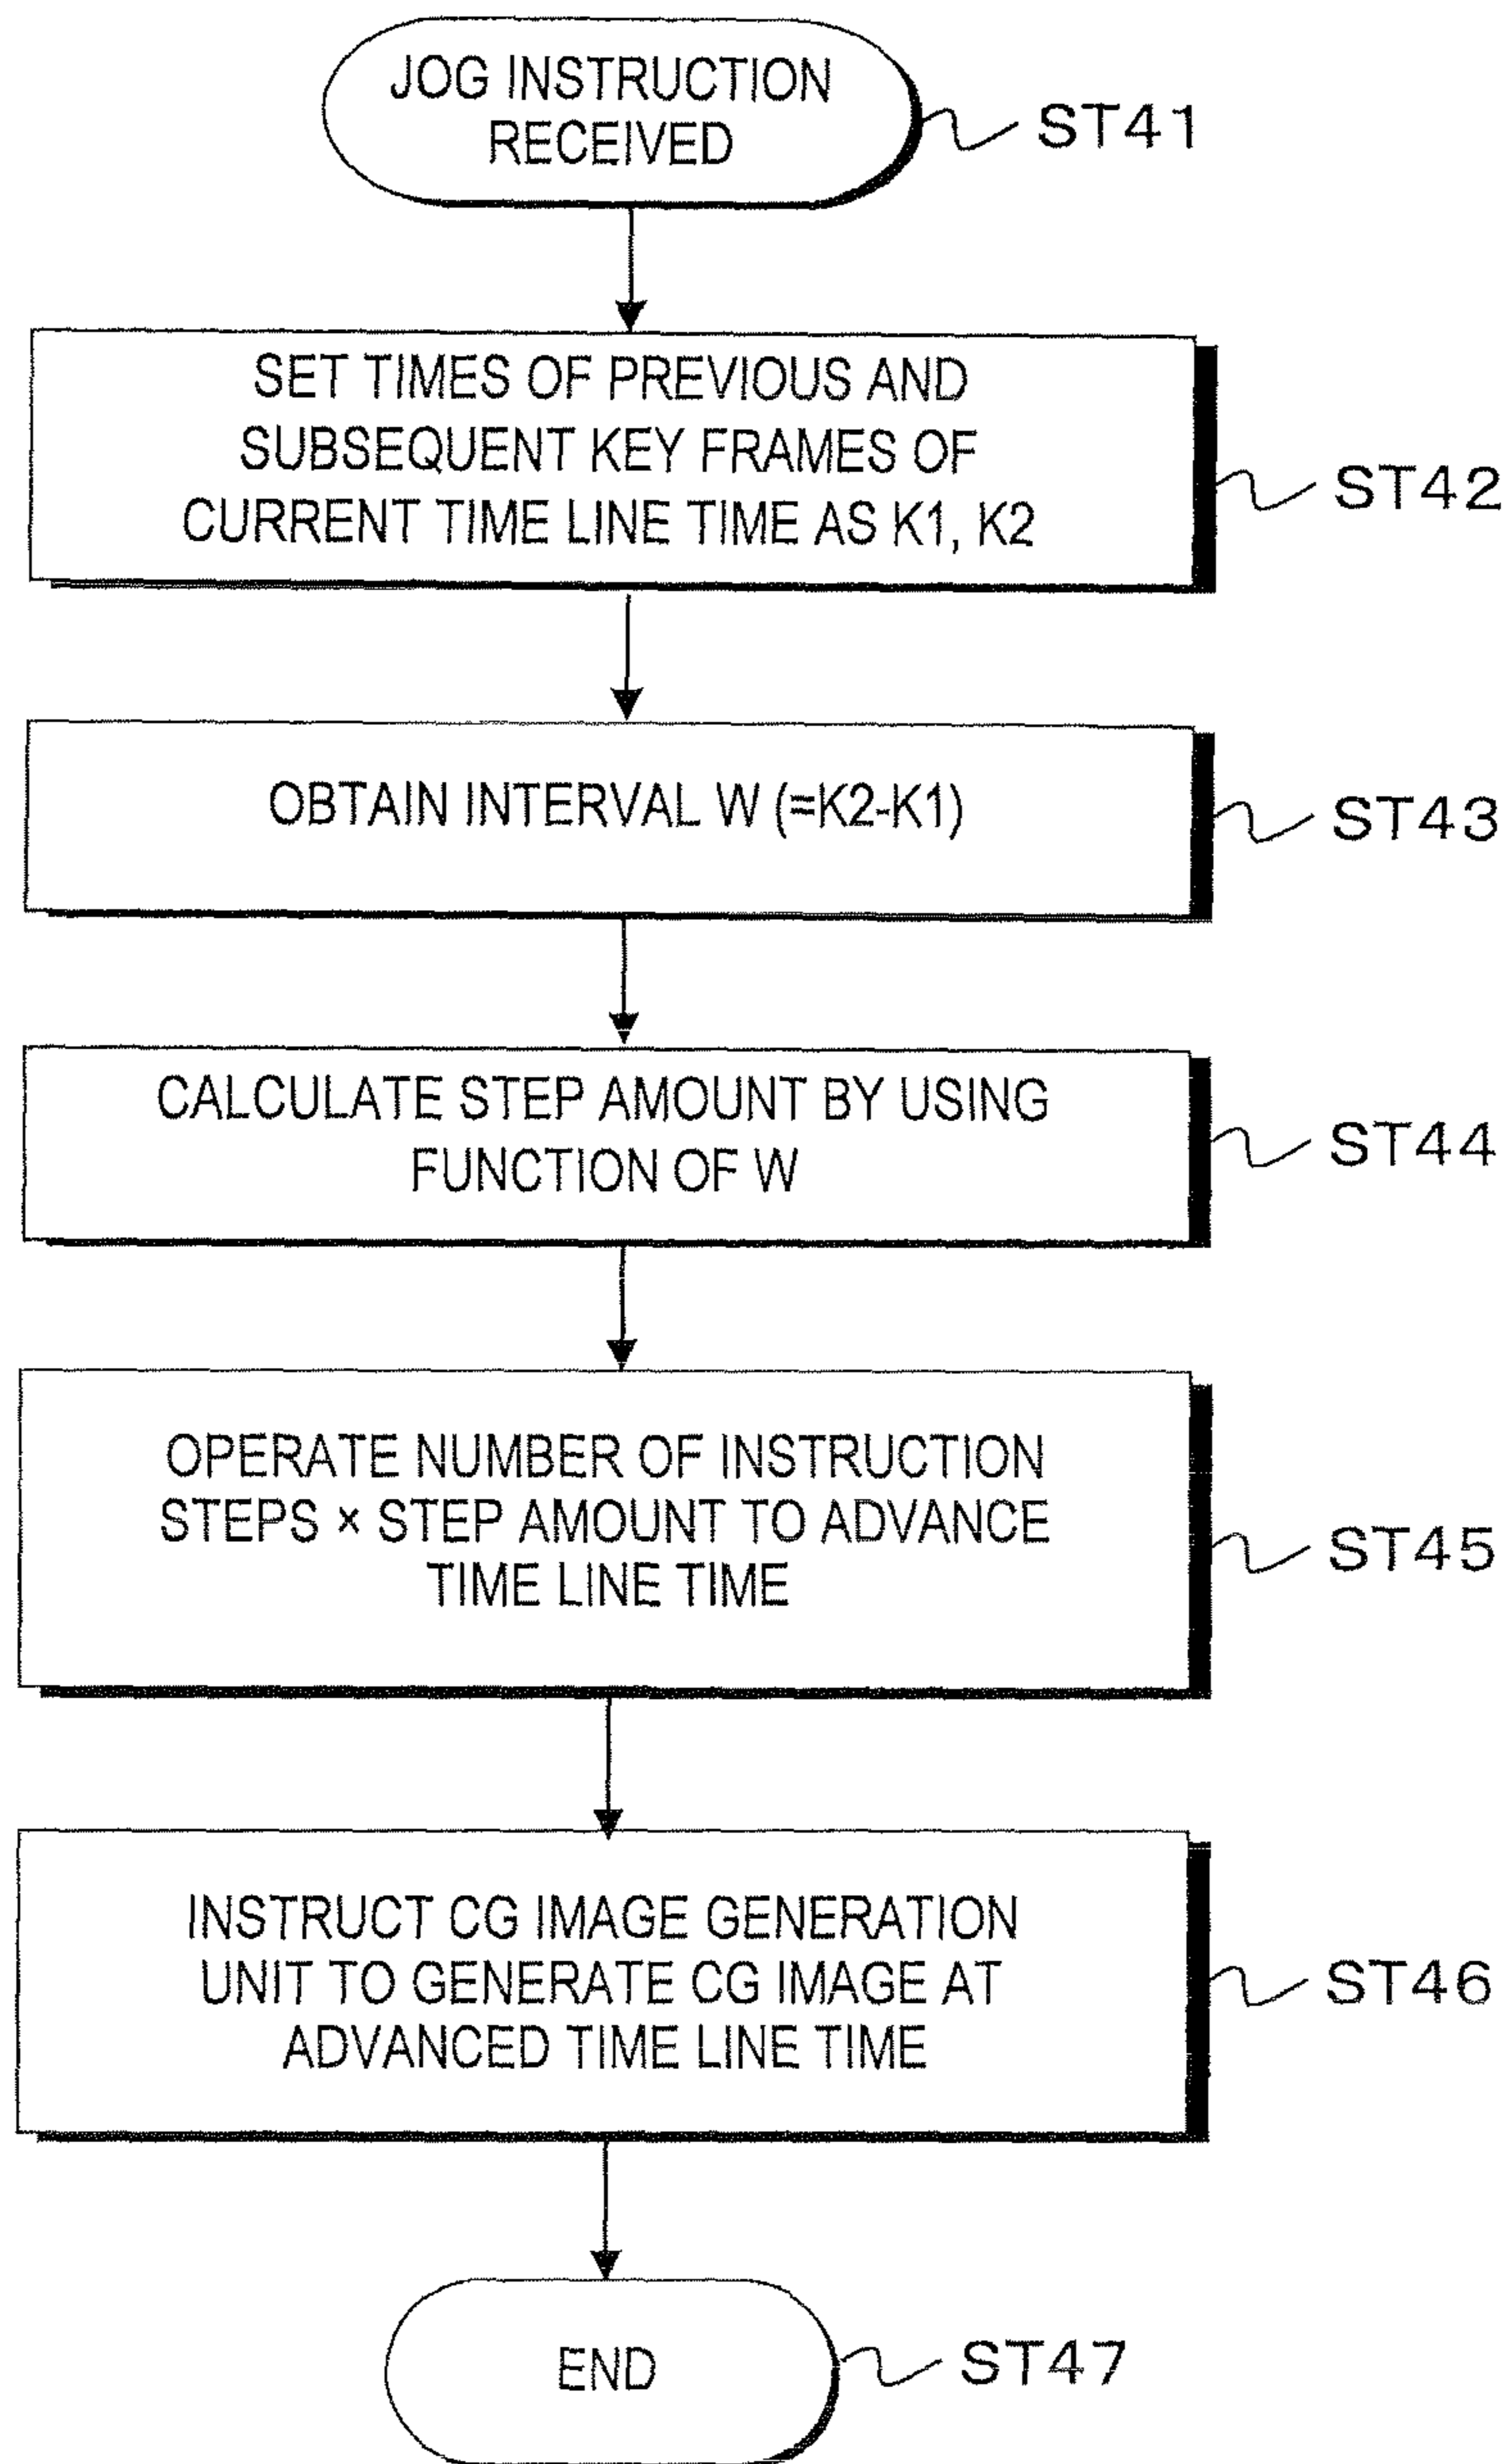 JOG INSTRUCTION
RECEIVED
ST41
SET TIMES OF PREVIOUS AND
SUBSEQUENT KEY FRAMES OF
CURRENT TIME LINE TIME AS K1, K2
ST42
OBTAIN INTERVAL W (=K2-K1)
ST43
CALCULATE STEP AMOUNT BY USING
FUNCTION OF W
ST44
OPERATE NUMBER OF INSTRUCTION
STEPS × STEP AMOUNT TO ADVANCE
TIME LINE TIME
ST45
INSTRUCT CG IMAGE GENERATION
UNIT TO GENERATE CG IMAGE AT
ADVANCED TIME LINE TIME
ST46
END
ST47